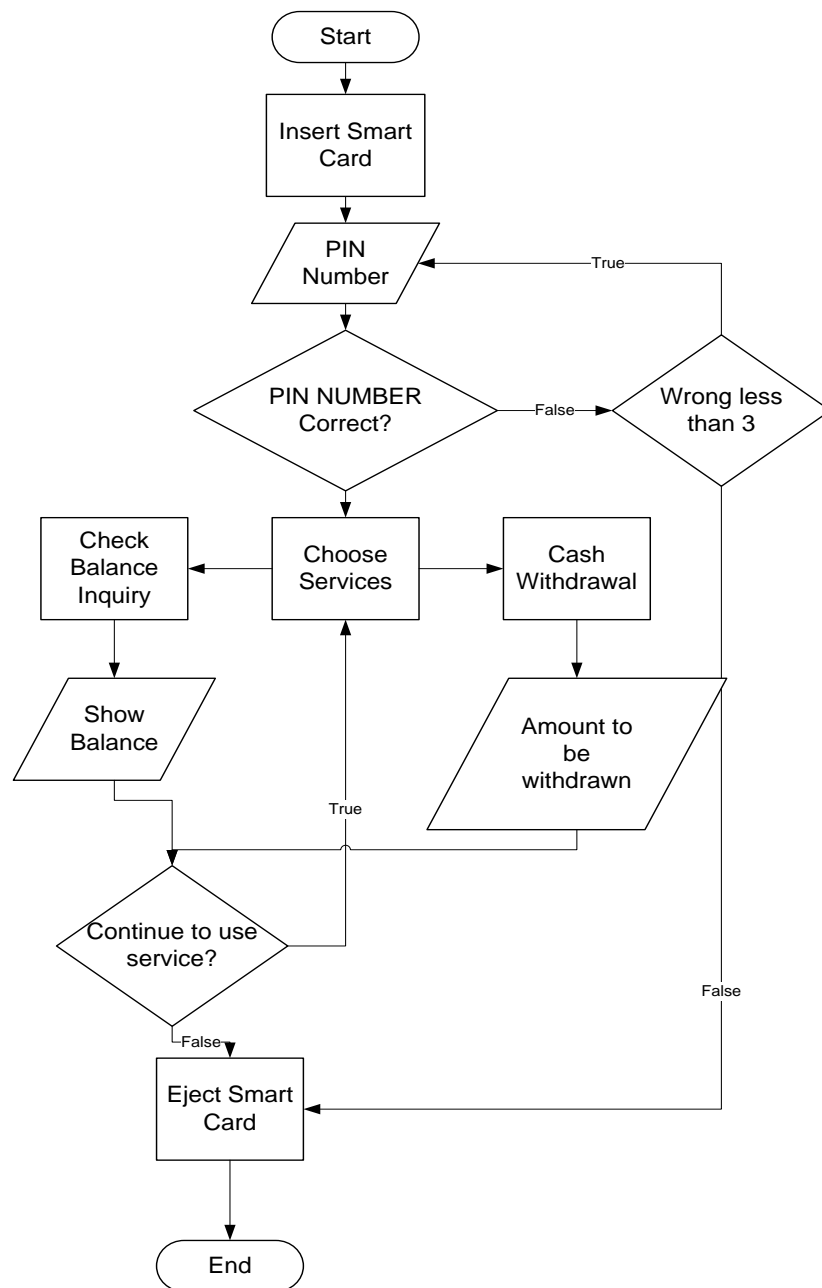 Start
Insert Smart
Card
PIN
Number
True
PIN NUMBER
Correct?
False
Wrong less
than 3
Check
Balance
Inquiry
Choose
Services
Cash
Withdrawal
Show
Balance
Amount to
be
withdrawn
True
Continue to use
service?
False
False
Eject Smart
Card
End